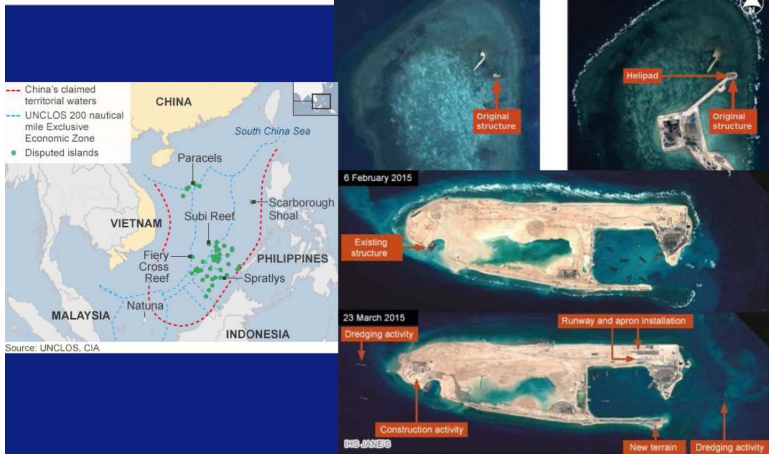 China's claimed
territorial waters
UNCLOS 200 nautical
mile Exclusive
Economic Zone
Disputed islands
CHINA
South China Sea
Paracels
Scarborough
Shoal
Subi Reef
VIETNAM
Fiery
Cross
Reef
PHILIPPINES
Spratlys
Natuna
MALAYSIA
INDONESIA
Source: UNCLOS, CIA
Original
structure
N
Helipad
Original
structure
6 February 2015
Existing
structure
23 March 2015
Dredging activity
Runway and apron installation
Construction activity
New terrain
Dredging activity
IHS JANE'S